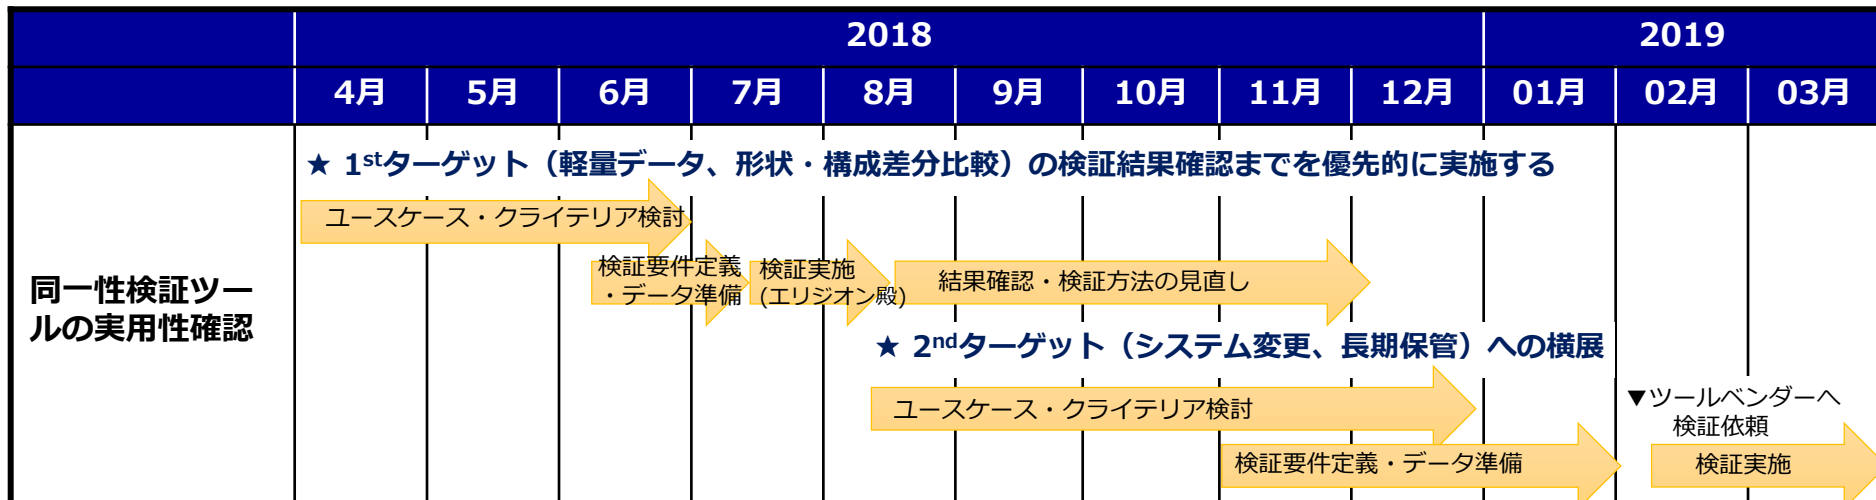 2018
2019
4月
5月
6月
7月
8月
9月
10月
11月
12月
01月
02月
03月
同一性検証ツー
ルの実用性確認
★ 1stターゲット（軽量データ、形状・構成差分比較）の検証結果確認までを優先的に実施する
ユースケース・クライテリア検討
検証要件定義
・データ準備
検証実施
(エリジオン殿)
結果確認・検証方法の見直し
★ 2ndターゲット（システム変更、長期保管）への横展
ユースケース・クライテリア検討
▼ツールベンダーへ
検証依頼
検証要件定義・データ準備
検証実施